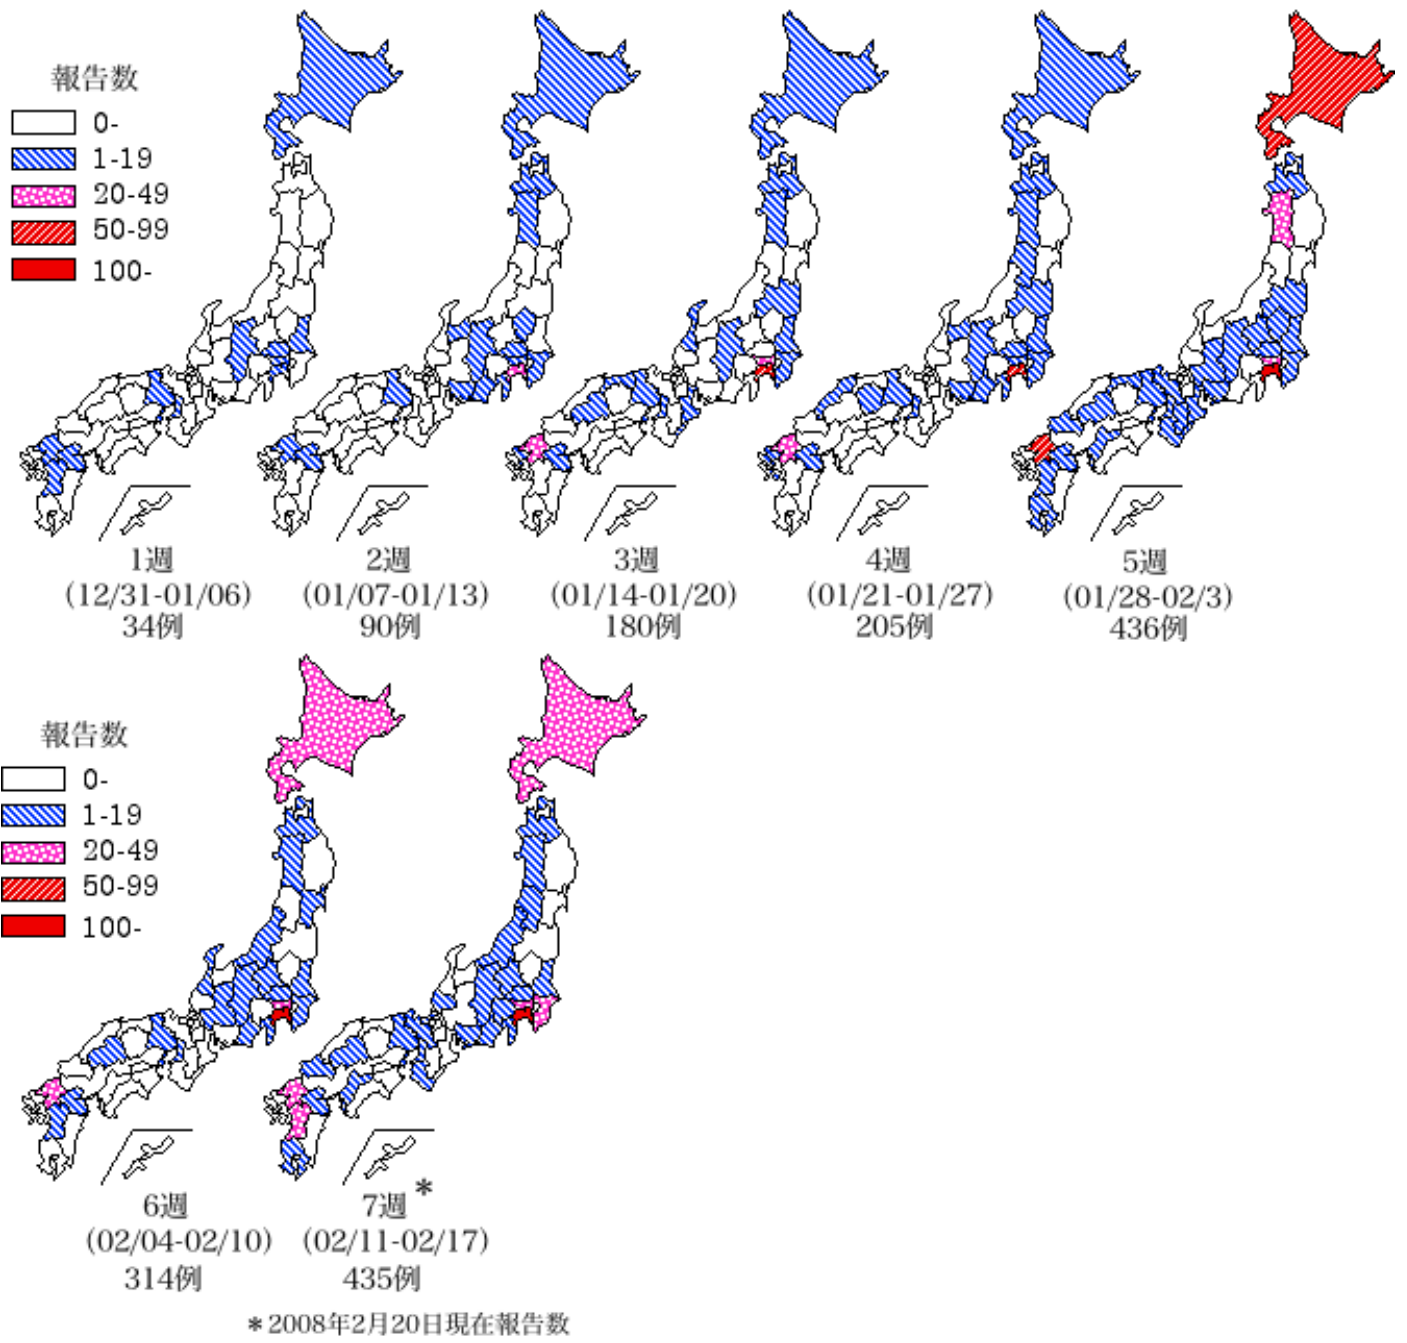 報告数
0-
1-19
20-49
50-99
100-
1週
(12/31-01/06)
34例
2週
(01/07-01/13)
90例
3週
(01/14-01/20)
180例
4週
(01/21-01/27)
205例
5週
(01/28-02/3)
436例
報告数
0-
1-19
20-49
50-99
100-
6週
(02/04-02/10)
314例
7週*
(02/11-02/17)
435例
*2008年2月20日現在報告数